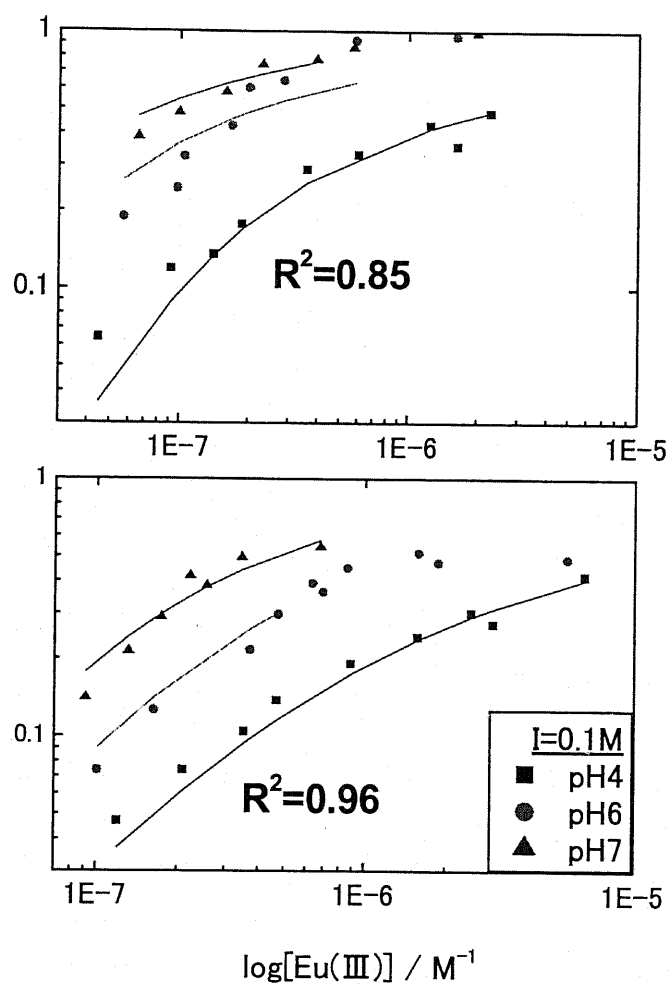 1
0.1
R²=0.85
1E-7
1E-6
1E-5
1
0.1
R²=0.96
I=0.1M
pH4
pH6
pH7
1E-7
1E-6
1E-5
log[Eu(Ⅲ)] / M⁻¹